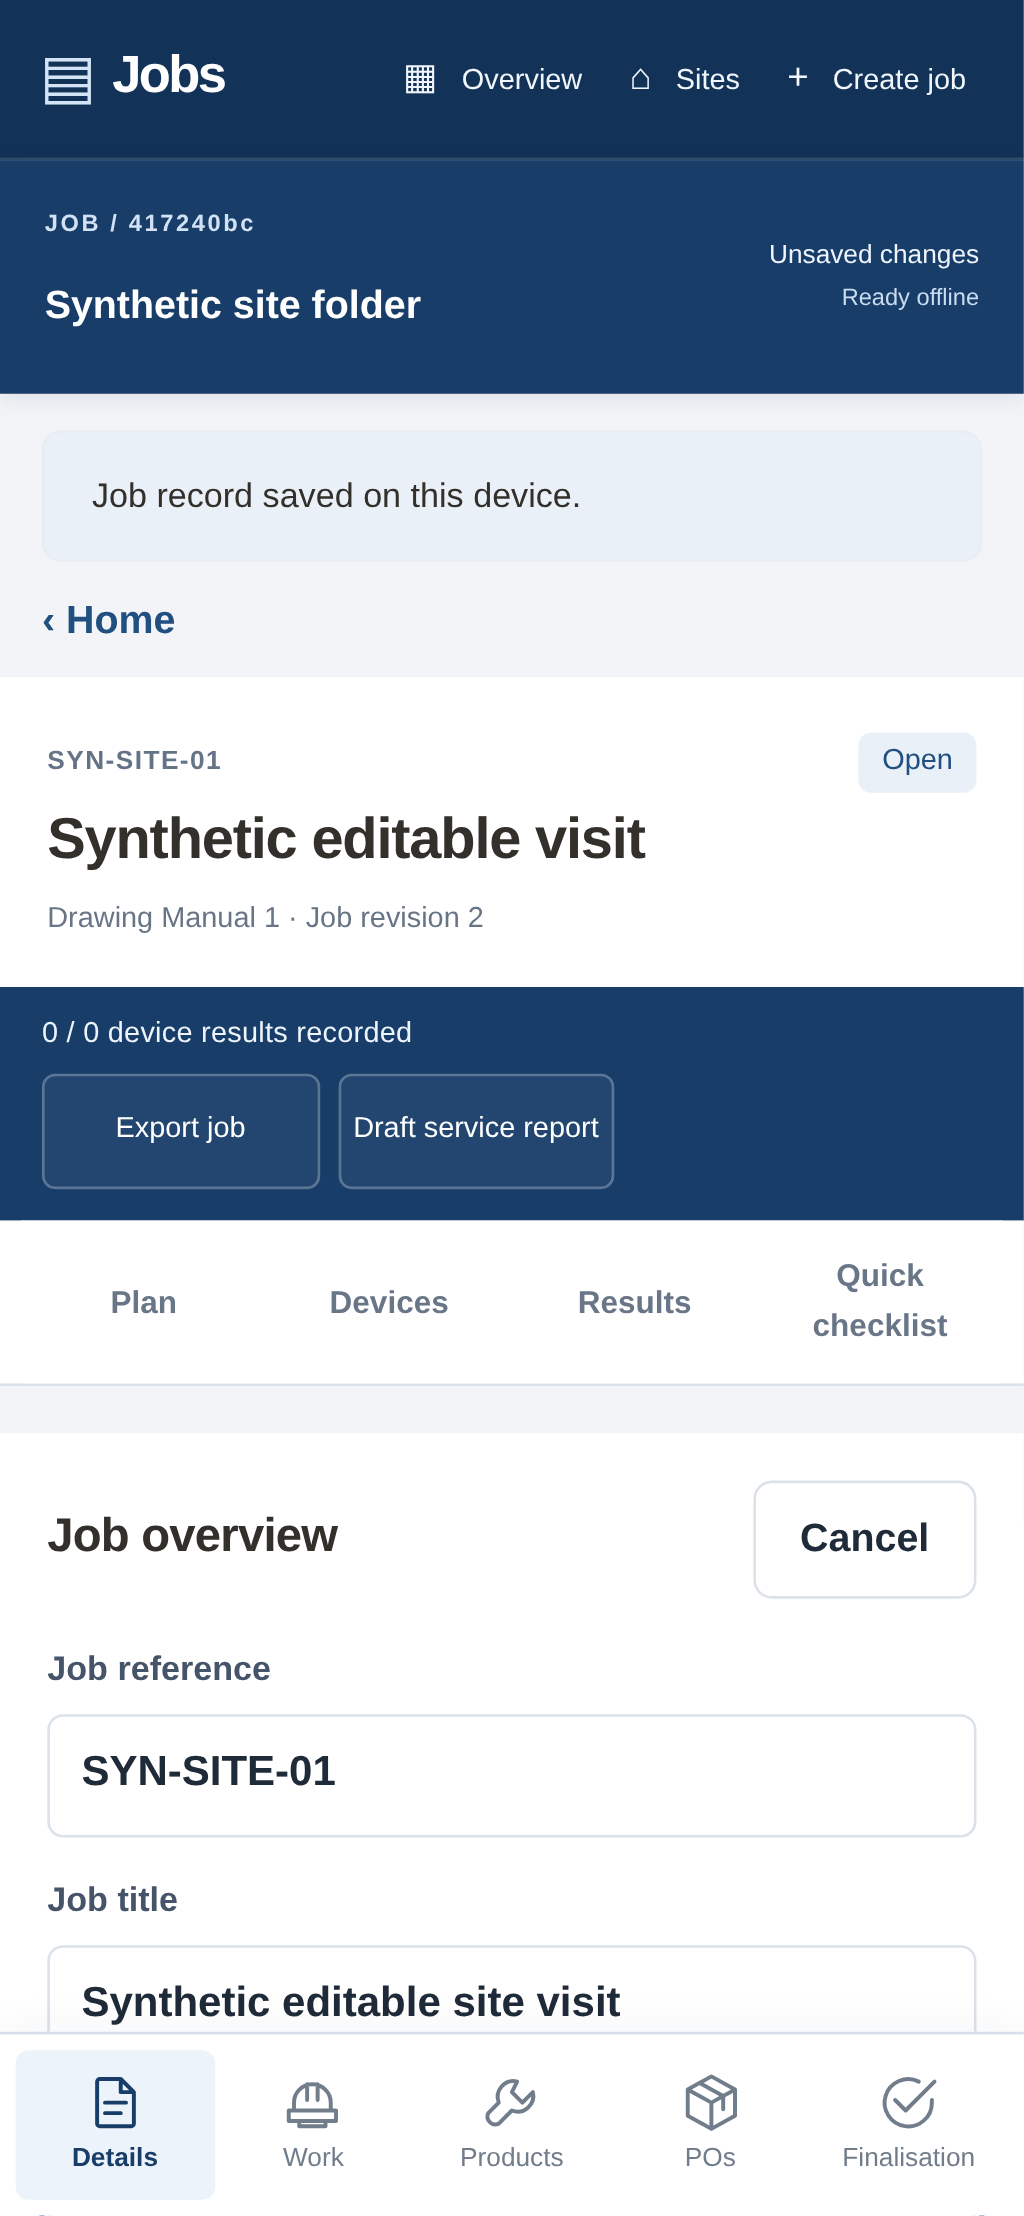 Jobs
Overview
Sites
+ Create job
JOB / 417240bc
Unsaved changes
Synthetic site folder
Ready offline
Job record saved on this device.
‹ Home
SYN-SITE-01
Open
Synthetic editable visit
Drawing Manual 1 · Job revision 2
0 / 0 device results recorded
Export job
Draft service report
Plan
Devices
Results
Quick
checklist
Job overview
Cancel
Job reference
SYN-SITE-01
Job title
Synthetic editable site visit
Details
Work
Products
POs
Finalisation